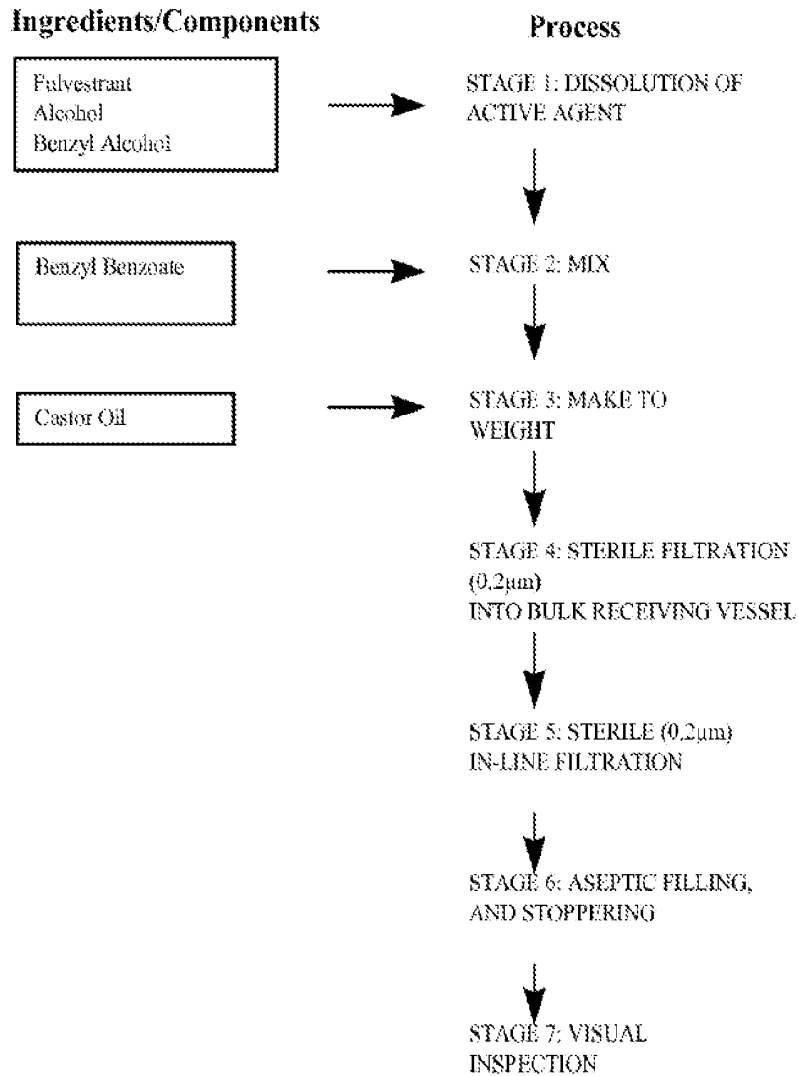 Ingredients/Components
Process
Fulvestrant
Alcohol
Benzyl Alcohol
STAGE 1: DISSOLUTION OF
ACTIVE AGENT
Benzyl Benzoate
STAGE 2: MIX
Castor Oil
STAGE 3: MAKE TO
WEIGHT
STAGE 4: STERILE FILTRATION
(0.2μm)
INTO BULK RECEIVING VESSEL
STAGE 5: STERILE (0.2μm)
IN-LINE FILTRATION
STAGE 6: ASEPTIC FILLING,
AND STOPPERING
STAGE 7: VISUAL
INSPECTION